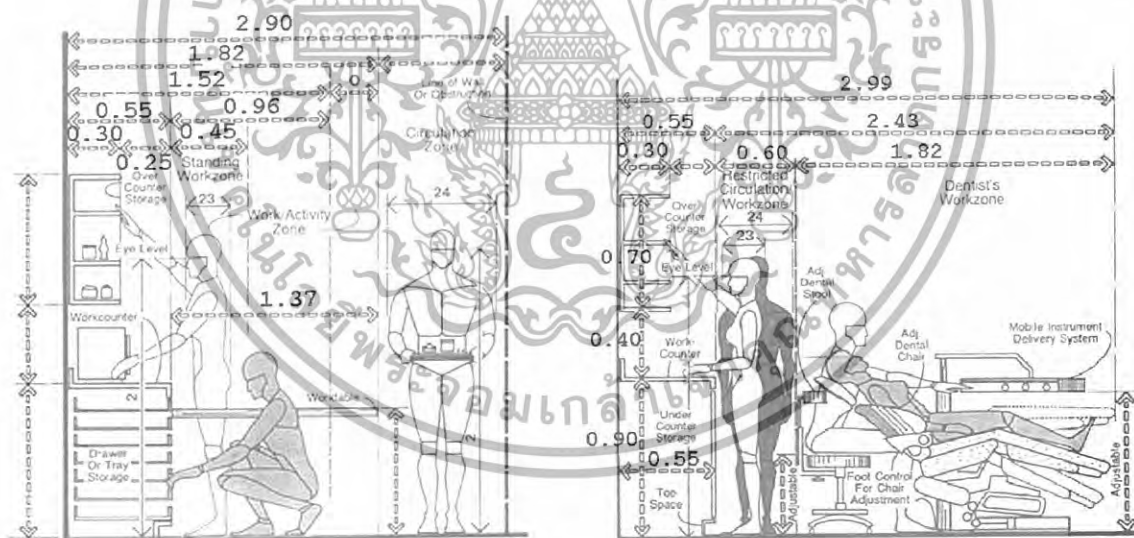 2.90
1.82
1.52
0.55
0.96
0.30
0.45
0.25
Standing
Workzone
Over
Counter
Storage
23
Line of Wall
Or Obstruction
Circulation
Zone
24
Work/Activity
Zone
Eye Level
1.37
Workcounter
2
Worktable
2
Drawer
Or Tray
Storage
2.99
0.55
2.43
0.30
0.60
1.82
Restricted
Circulation
Workzone
24
23
Dentist's
Workzone
Over
Counter
Storage
0.70
Eye Level
Adj
Dental
Stool
0.40
Work-
Counter
Adj
Dental
Chair
Mobile Instrument
Delivery System
Under
Counter
Storage
0.90
0.55
Toe
Space
Adjustable
Foot Control
For Chair
Adjustment
Adjustable